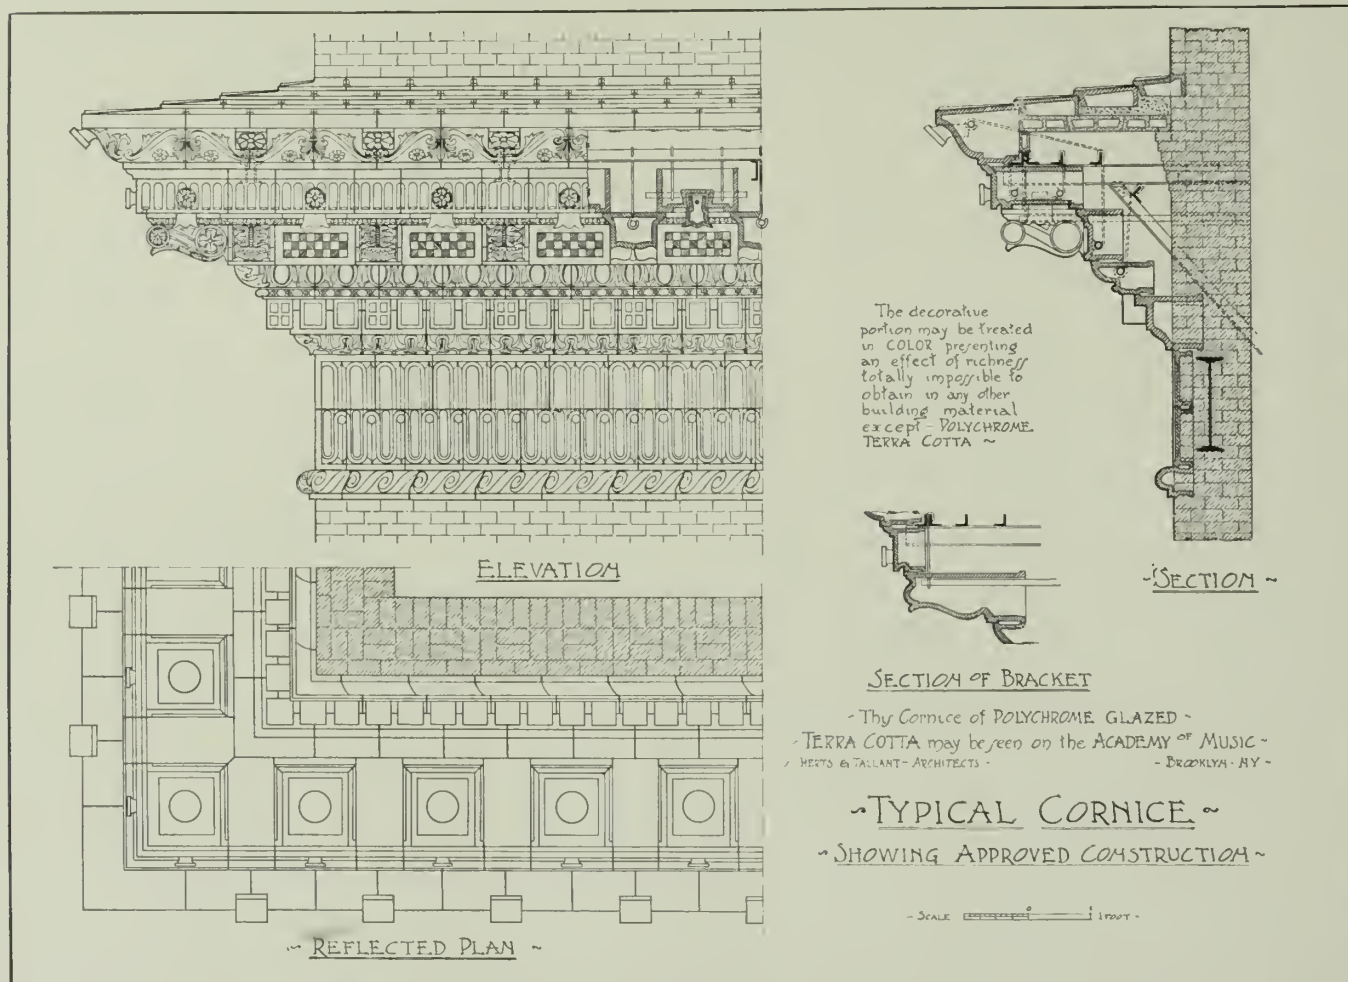 The decorative
portion may be treated
in COLOR presenting
an effect of richness
totally impossible to
obtain in any other
building material
except - POLYCHROME
TERRA COTTA ~
ELEVATION
~ SECTION ~
SECTION OF BRACKET
- This Cornice of POLYCHROME GLAZED -
- TERRA COTTA may be seen on the ACADEMY OF MUSIC -
HERTS & TALLANT - ARCHITECTS - - BROOKLYN - NY -
~ TYPICAL CORNICE ~
~ SHOWING APPROVED CONSTRUCTION ~
- SCALE 0 1 1 FOOT -
~ REFLECTED PLAN ~